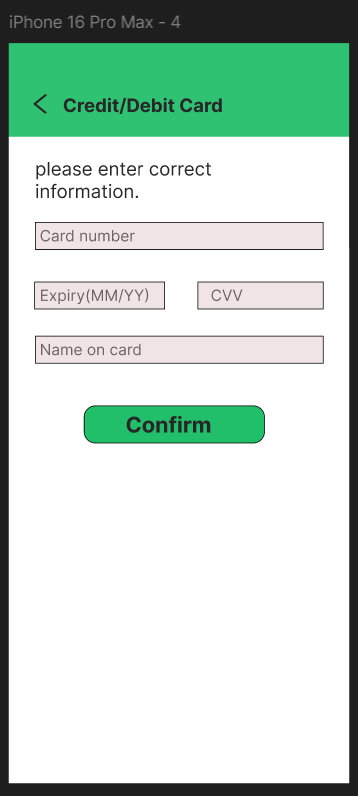 iPhone 16 Pro Max - 4
Credit/Debit Card
please enter correct
information.
Card number
Expiry(MM/YY) CVV
Name on card
Confirm